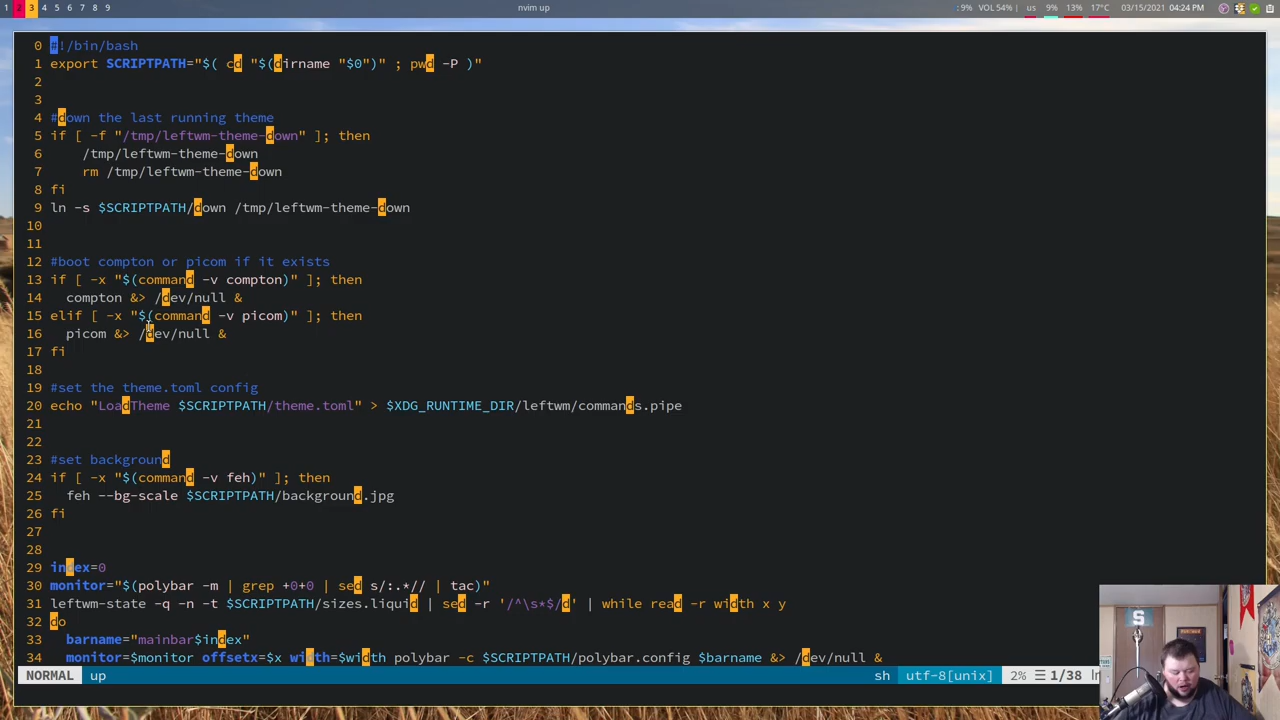 1 2 3 4 5 6 7 8 9 nvim up : 9% VOL 54% us 9% 13% 17°C 03/15/2021 04:24 PM
0 #!/bin/bash
1 export SCRIPTPATH="$( cd "$(dirname "$0")" ; pwd -P )"
2
3
4 #down the last running theme
5 if [ -f "/tmp/leftwm-theme-down" ]; then
6 /tmp/leftwm-theme-down
7 rm /tmp/leftwm-theme-down
8 fi
9 ln -s $SCRIPTPATH/down /tmp/leftwm-theme-down
10
11
12 #boot compton or picom if it exists
13 if [ -x "$(command -v compton)" ]; then
14 compton &> /dev/null &
15 elif [ -x "$(command -v picom)" ]; then
16 picom &> /dev/null &
17 fi
18
19 #set the theme.toml config
20 echo "LoadTheme $SCRIPTPATH/theme.toml" > $XDG_RUNTIME_DIR/leftwm/commands.pipe
21
22
23 #set background
24 if [ -x "$(command -v feh)" ]; then
25 feh --bg-scale $SCRIPTPATH/background.jpg
26 fi
27
28
29 index=0
30 monitor="$(polybar -m | grep +0+0 | sed s/:.*// | tac)"
31 leftwm-state -q -n -t $SCRIPTPATH/sizes.liquid | sed -r '/^\s*$/d' | while read -r width x y
32 do
33 barname="mainbar$index"
34 monitor=$monitor offsetx=$x width=$width polybar -c $SCRIPTPATH/polybar.config $barname &> /dev/null &
NORMAL up sh utf-8[unix] 2% ☰ 1/38 ln
S